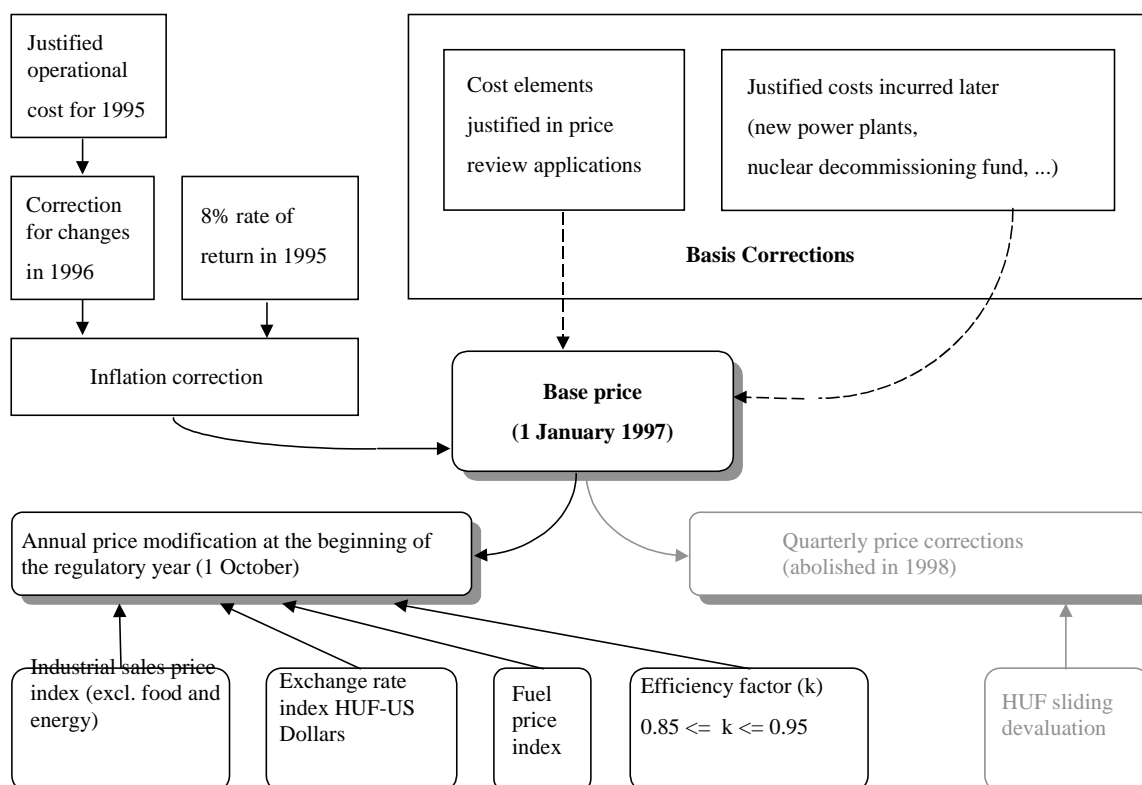 Justified
operational
cost for 1995
Cost elements
justified in price
review applications
Justified costs incurred later
(new power plants,
nuclear decommissioning fund, ...)
Basis Corrections
Correction
for changes
in 1996
8% rate of
return in 1995
Inflation correction
Base price
(1 January 1997)
Annual price modification at the beginning of
the regulatory year (1 October)
Quarterly price corrections
(abolished in 1998)
Industrial sales price
index (excl. food and
energy)
Exchange rate
index HUF-US
Dollars
Fuel
price
index
Efficiency factor (k)
0.85 <= k <= 0.95
HUF sliding
devaluation